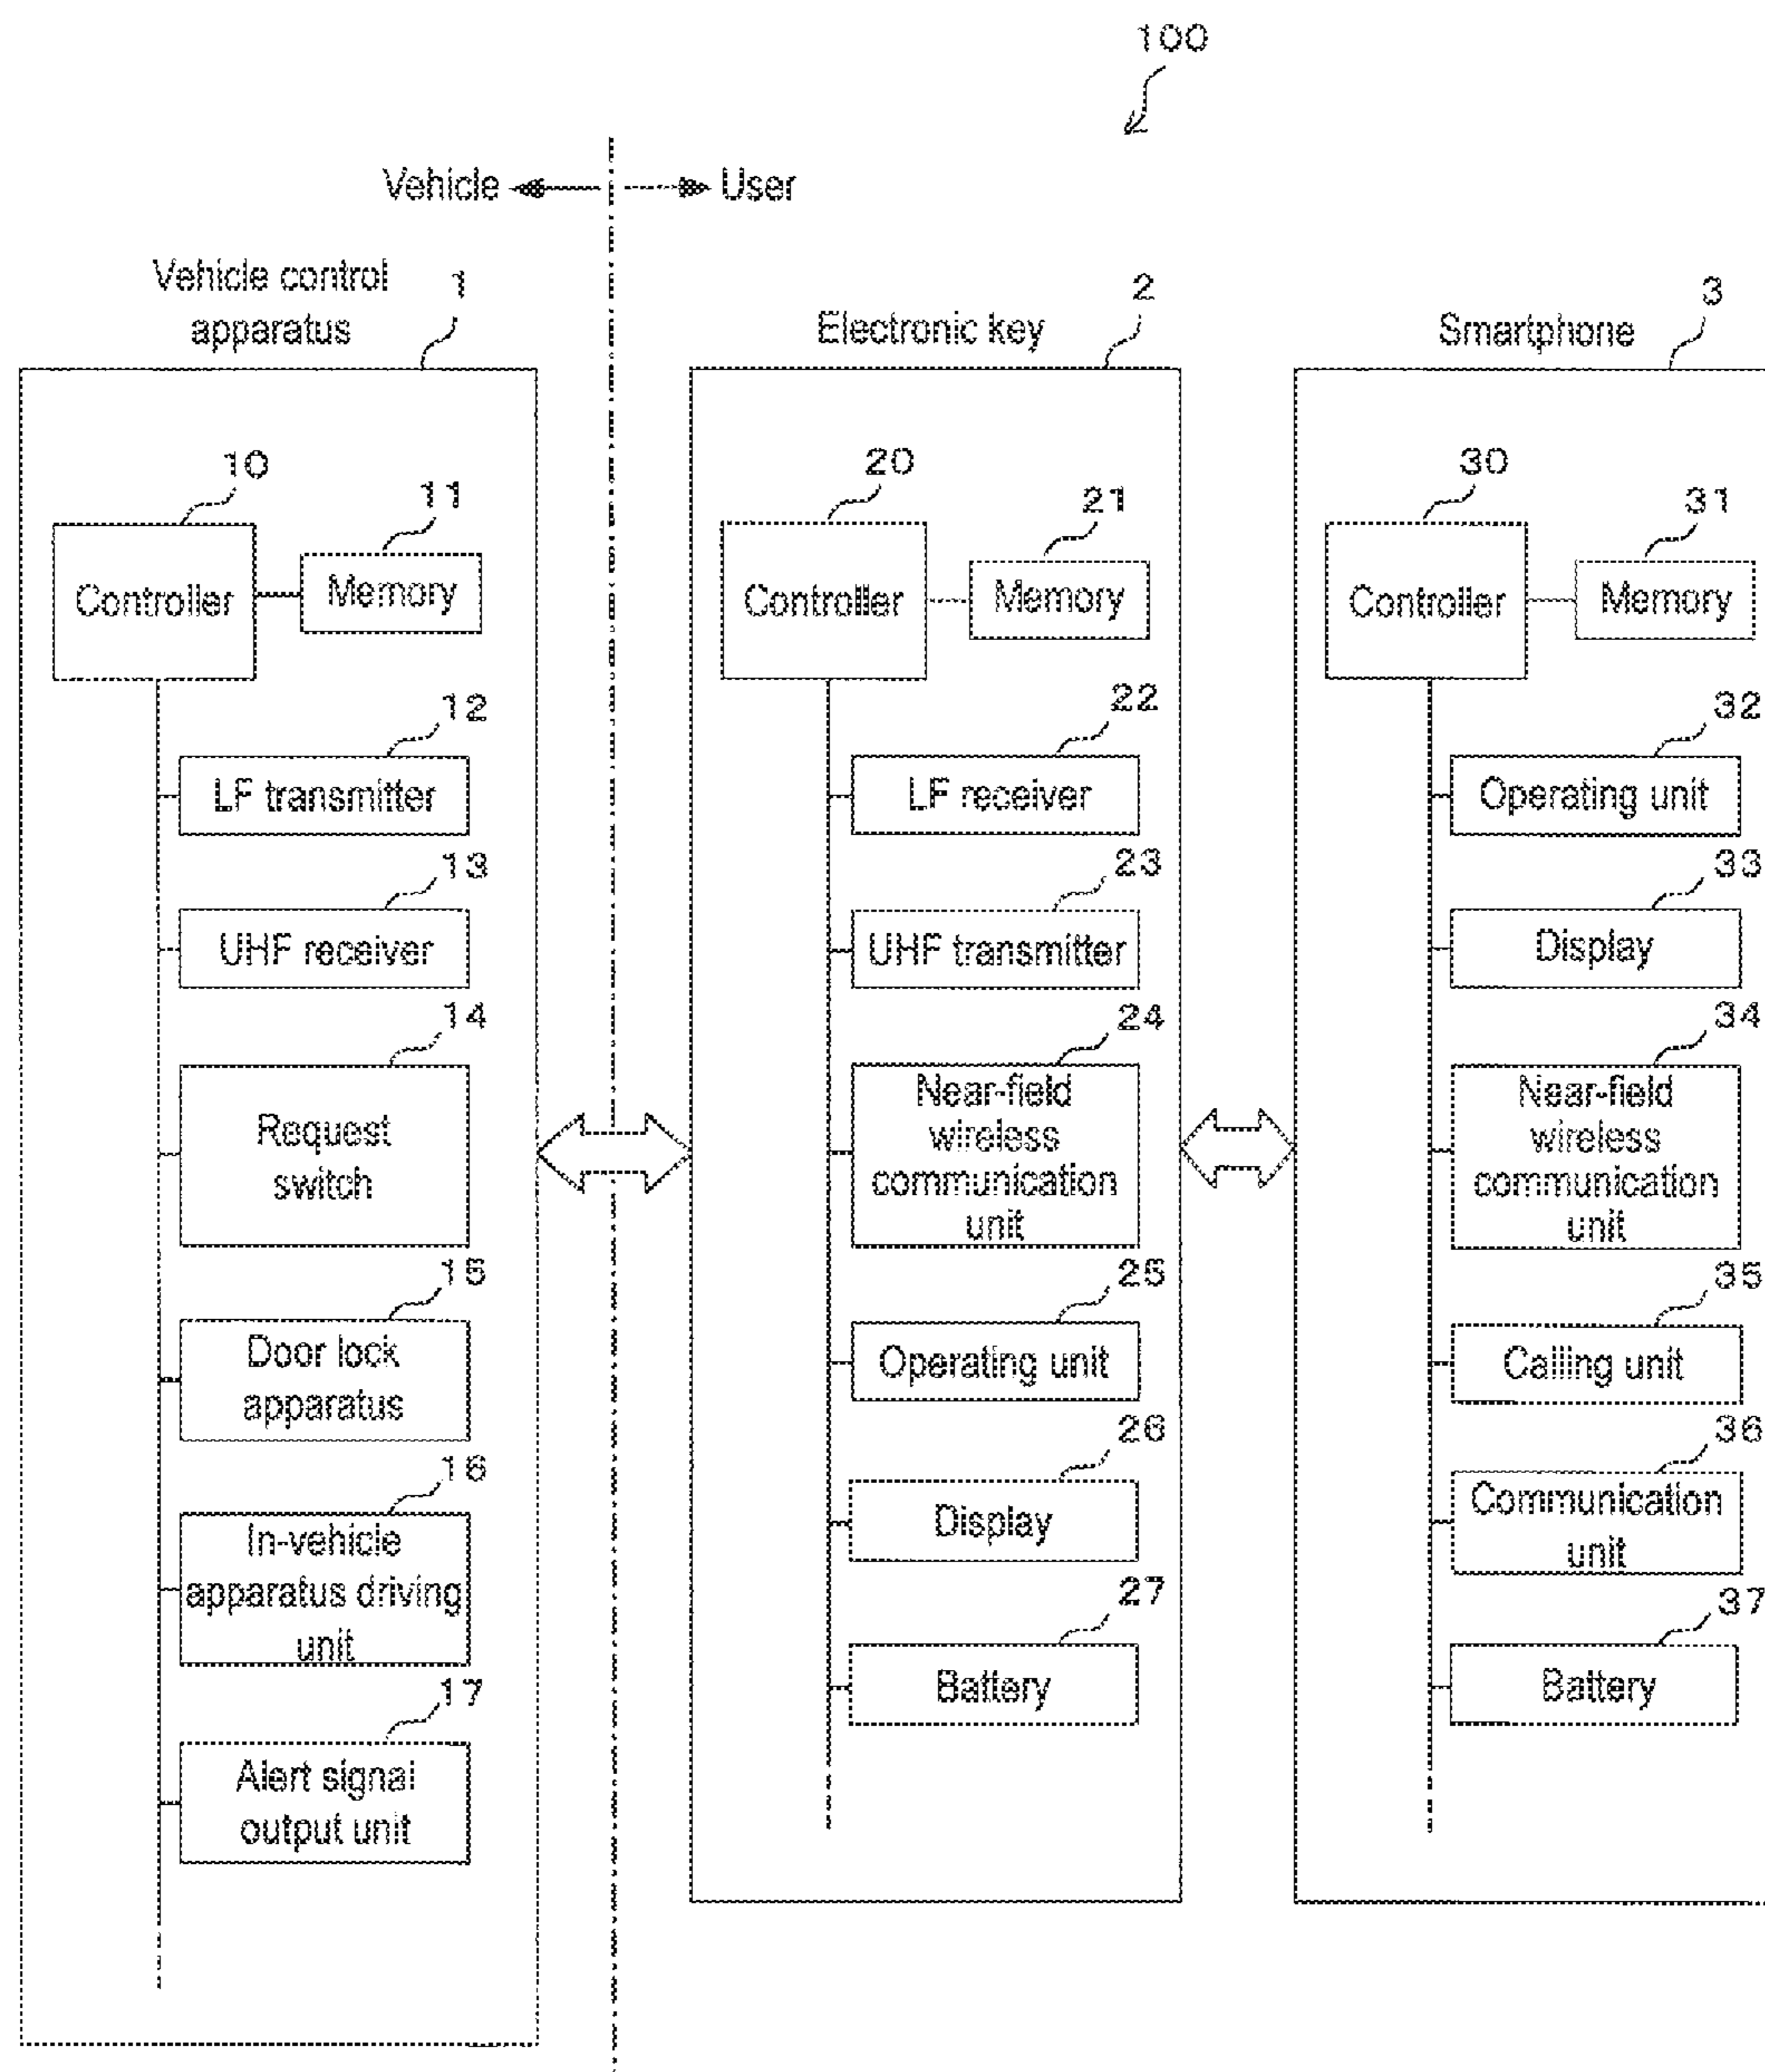 100
Vehicle
User
Vehicle control
apparatus
1
10
Controller
11
Memory
12
LF transmitter
13
UHF receiver
14
Request
switch
15
Door lock
apparatus
16
In-vehicle
apparatus driving
unit
17
Alert signal
output unit
Electronic key
2
20
Controller
21
Memory
22
LF receiver
23
UHF transmitter
24
Near-field
wireless
communication
unit
25
Operating unit
26
Display
27
Battery
Smartphone
3
30
Controller
31
Memory
32
Operating unit
33
Display
34
Near-field
wireless
communication
unit
35
Calling unit
36
Communication
unit
37
Battery